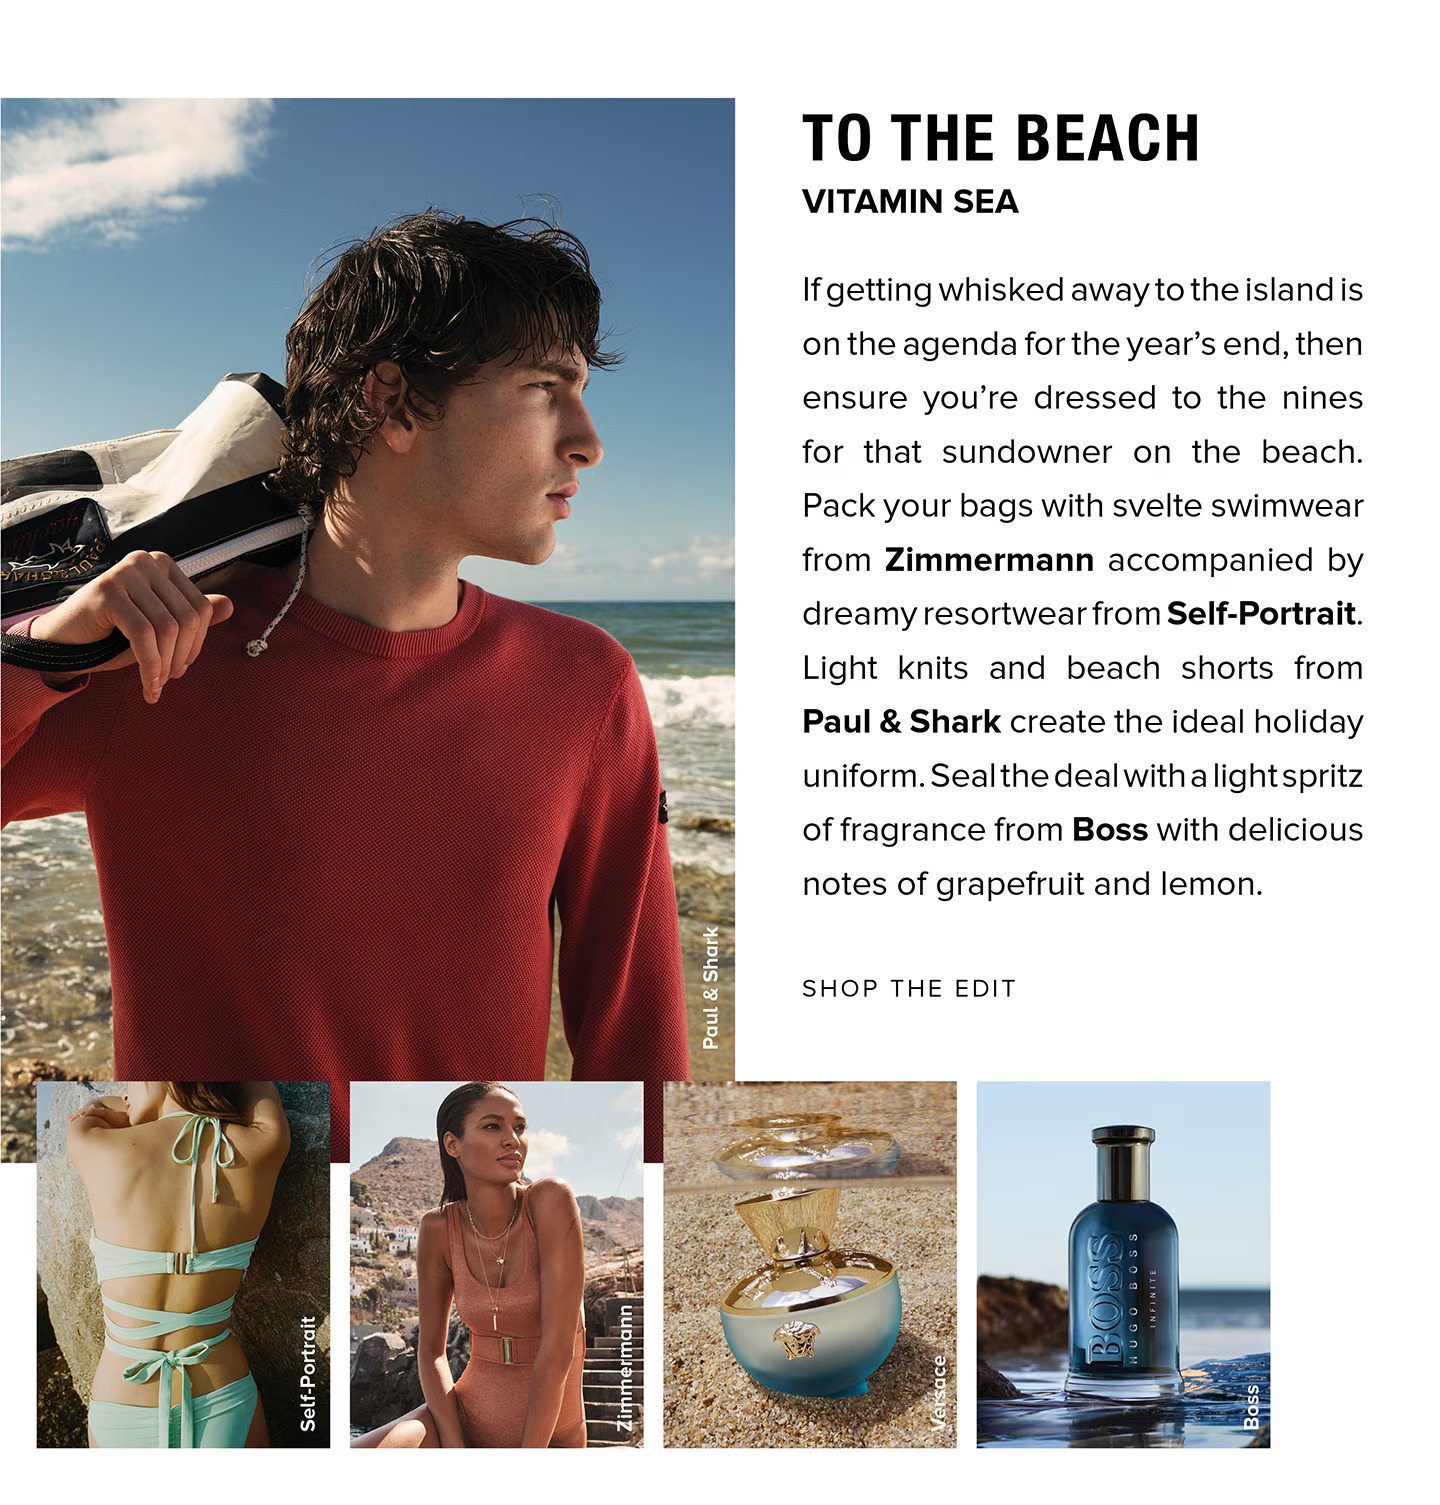 TO THE BEACH
VITAMIN SEA
If getting whisked away to the island is
on the agenda for the year’s end, then
ensure you’re dressed to the nines
for that sundowner on the beach.
Pack your bags with svelte swimwear
from Zimmermann accompanied by
dreamy resortwear from Self-Portrait.
Light knits and beach shorts from
Paul & Shark create the ideal holiday
uniform. Seal the deal with a light spritz
of fragrance from Boss with delicious
notes of grapefruit and lemon.
SHOP THE EDIT
PAUL & SHARK
Paul & Shark
Self-Portrait
Zimmermann
Versace
BOSS
HUGO BOSS
INFINITE
Boss